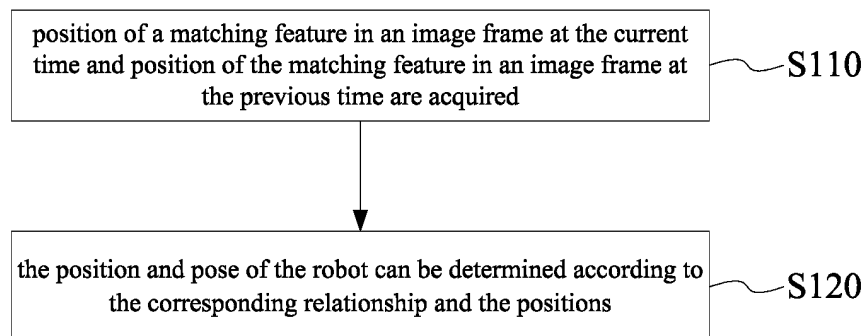 position of a matching feature in an image frame at the current
time and position of the matching feature in an image frame at
the previous time are acquired
S110
the position and pose of the robot can be determined according to
the corresponding relationship and the positions
S120